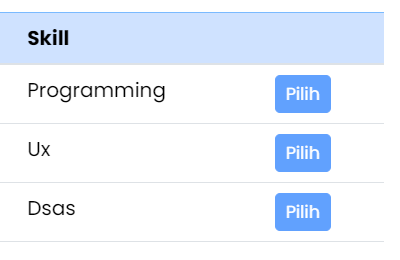 Skill
Programming Pilih
Ux Pilih
Dsas Pilih